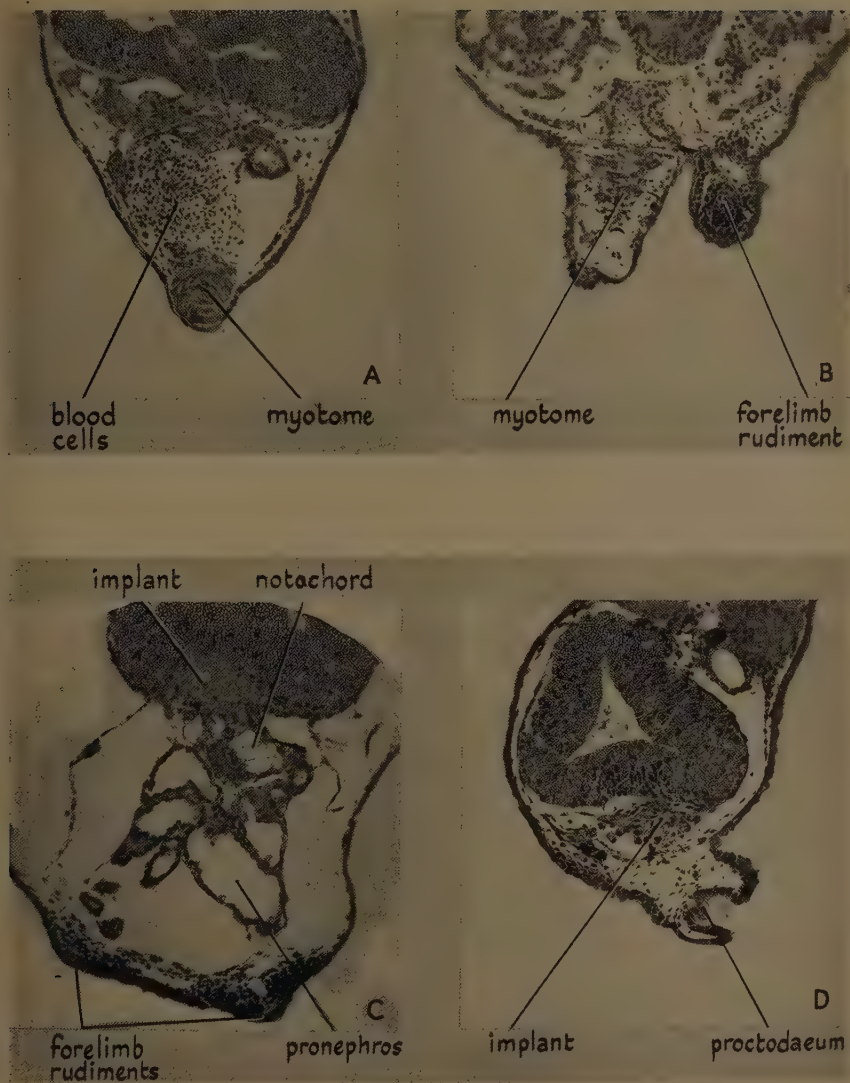 A
blood
cells
myotome
B
myotome
forelimb
rudiment
implant
notochord
C
forelimb
rudiments
pronephros
D
implant
proctodaeum